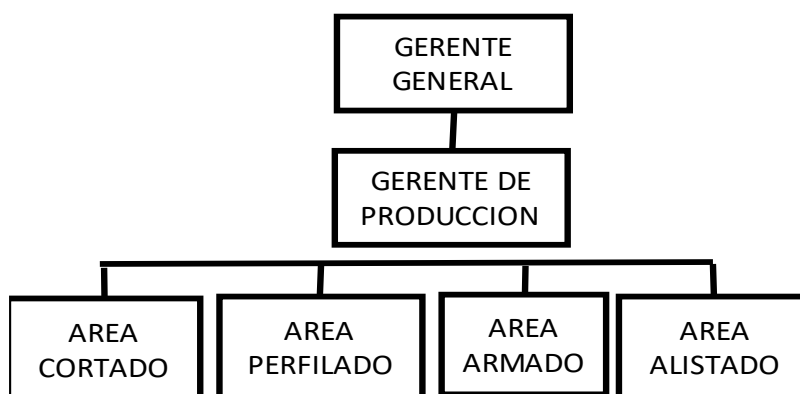 GERENTE
GENERAL
GERENTE DE
PRODUCCION
AREA
CORTADO
AREA
PERFILADO
AREA
ARMADO
AREA
ALISTADO